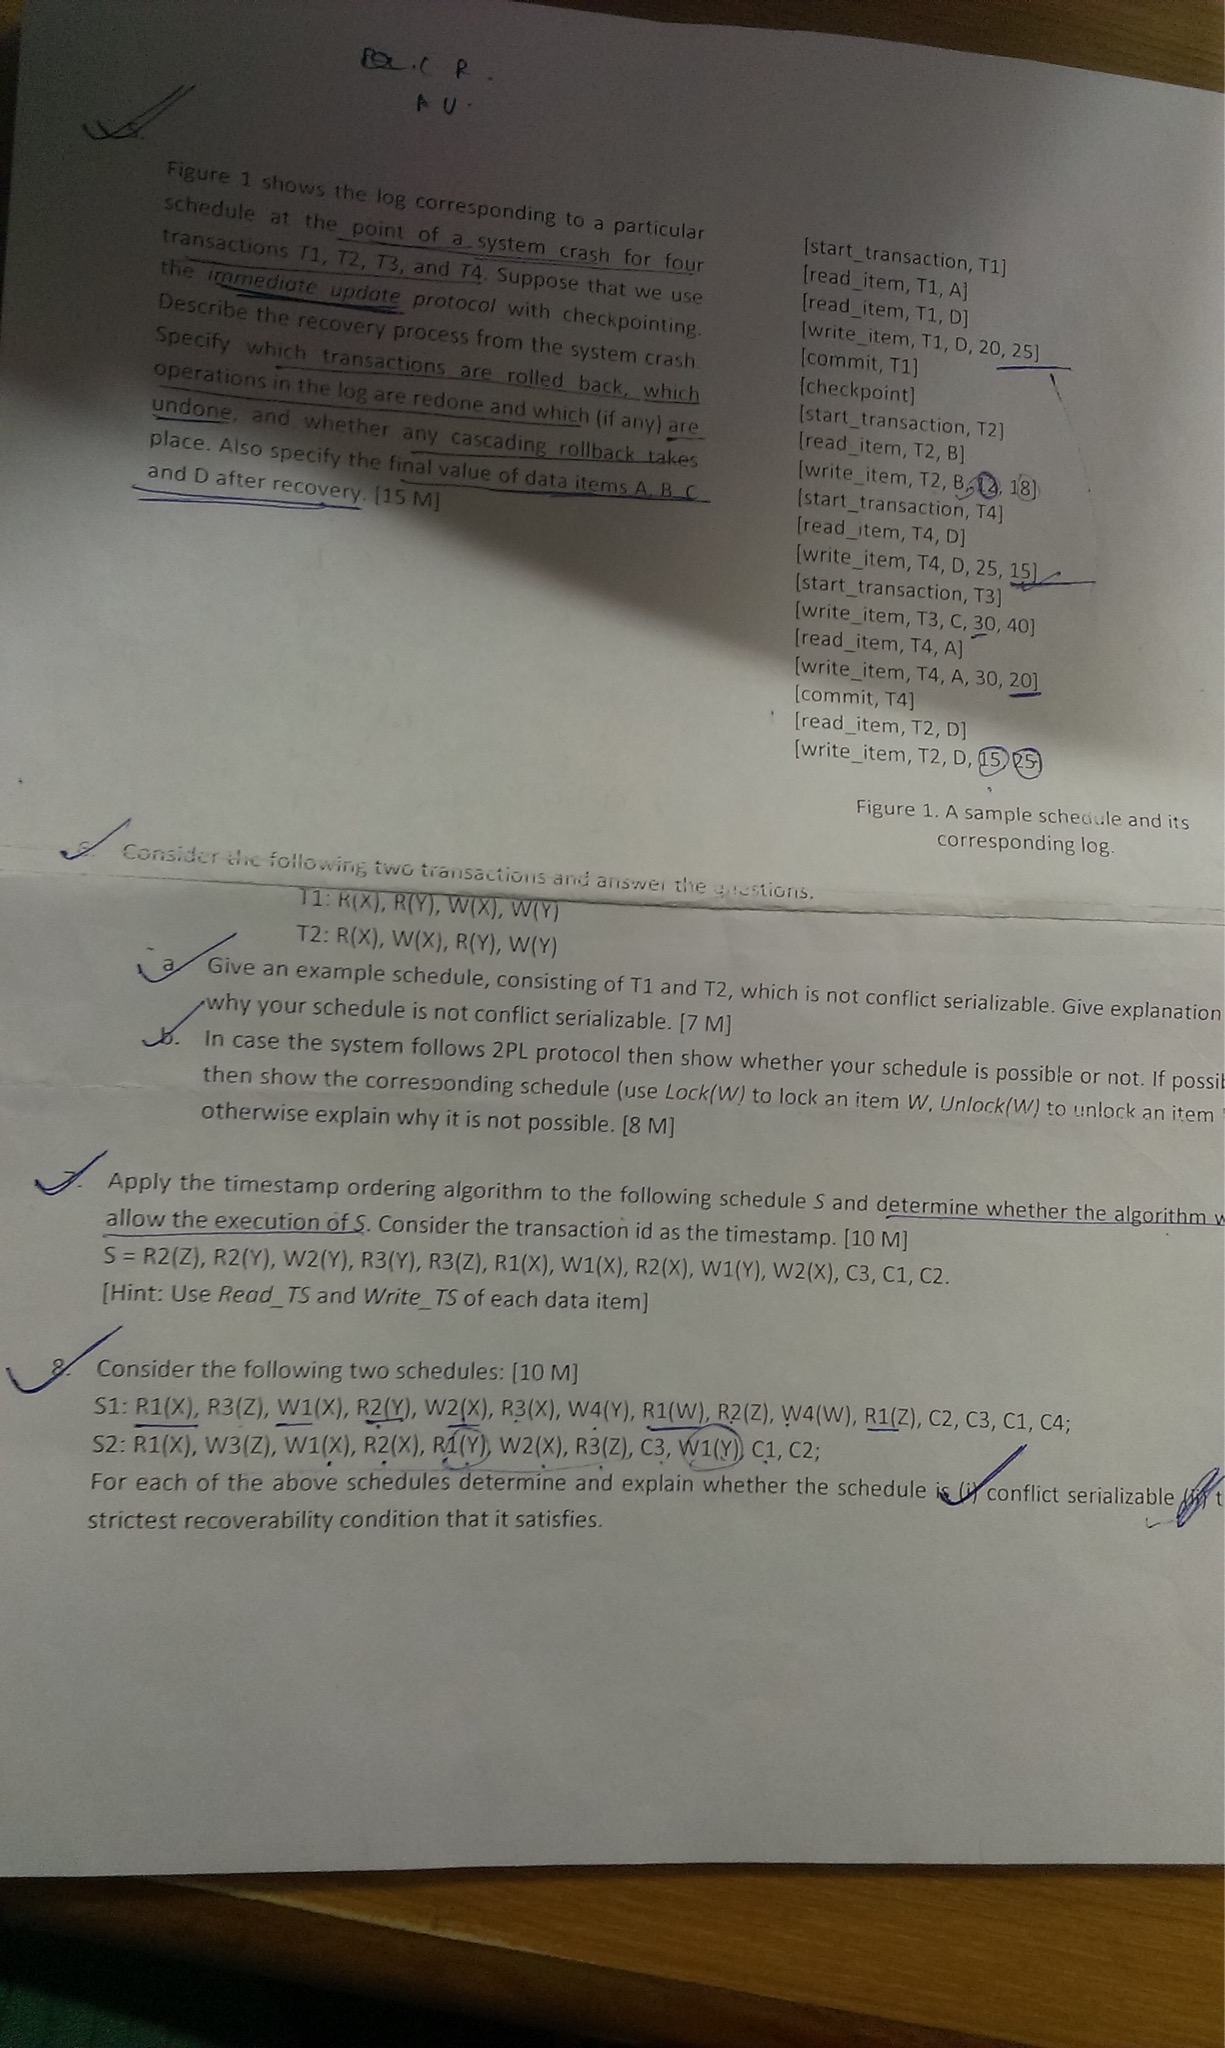 R.
A U.
5.
Figure 1 shows the log corresponding to a particular
schedule at the point of a system crash for four
transactions T1, T2, T3, and T4. Suppose that we use
the immediate update protocol with checkpointing.
Describe the recovery process from the system crash.
Specify which transactions are rolled back, which
operations in the log are redone and which (if any) are
undone, and whether any cascading rollback takes
place. Also specify the final value of data items A, B, C
and D after recovery. [15 M]
[start_transaction, T1]
[read_item, T1, A]
[read_item, T1, D]
[write_item, T1, D, 20, 25]
[commit, T1]
[checkpoint]
[start_transaction, T2]
[read_item, T2, B]
[write_item, T2, B, 12, 18]
[start_transaction, T4]
[read_item, T4, D]
[write_item, T4, D, 25, 15]
[start_transaction, T3]
[write_item, T3, C, 30, 40]
[read_item, T4, A]
[write_item, T4, A, 30, 20]
[commit, T4]
[read_item, T2, D]
[write_item, T2, D, 15, 25]
Figure 1. A sample schedule and its
corresponding log.
6. Consider the following two transactions and answer the questions.
T1: R(X), R(Y), W(X), W(Y)
T2: R(X), W(X), R(Y), W(Y)
a Give an example schedule, consisting of T1 and T2, which is not conflict serializable. Give explanation
why your schedule is not conflict serializable. [7 M]
b. In case the system follows 2PL protocol then show whether your schedule is possible or not. If possib
then show the corresponding schedule (use Lock(W) to lock an item W, Unlock(W) to unlock an item
otherwise explain why it is not possible. [8 M]
7. Apply the timestamp ordering algorithm to the following schedule S and determine whether the algorithm w
allow the execution of S. Consider the transaction id as the timestamp. [10 M]
S = R2(Z), R2(Y), W2(Y), R3(Y), R3(Z), R1(X), W1(X), R2(X), W1(Y), W2(X), C3, C1, C2.
[Hint: Use Read_TS and Write_TS of each data item]
8. Consider the following two schedules: [10 M]
S1: R1(X), R3(Z), W1(X), R2(Y), W2(X), R3(X), W4(Y), R1(W), R2(Z), W4(W), R1(Z), C2, C3, C1, C4;
S2: R1(X), W3(Z), W1(X), R2(X), R1(Y), W2(X), R3(Z), C3, W1(Y), C1, C2;
For each of the above schedules determine and explain whether the schedule is (i) conflict serializable (ii) t
strictest recoverability condition that it satisfies.